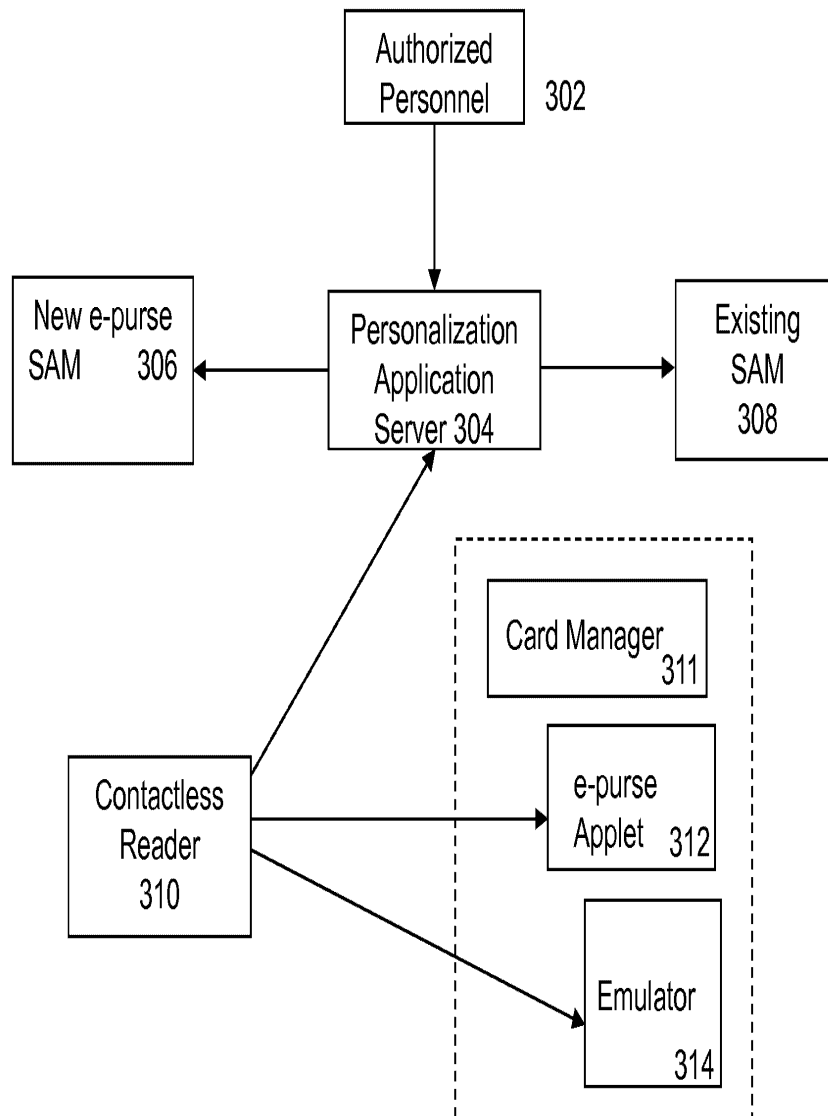 Authorized
Personnel
302
New e-purse
SAM 306
Personalization
Application
Server 304
Existing
SAM
308
Card Manager
311
Contactless
Reader
310
e-purse
Applet
312
Emulator
314